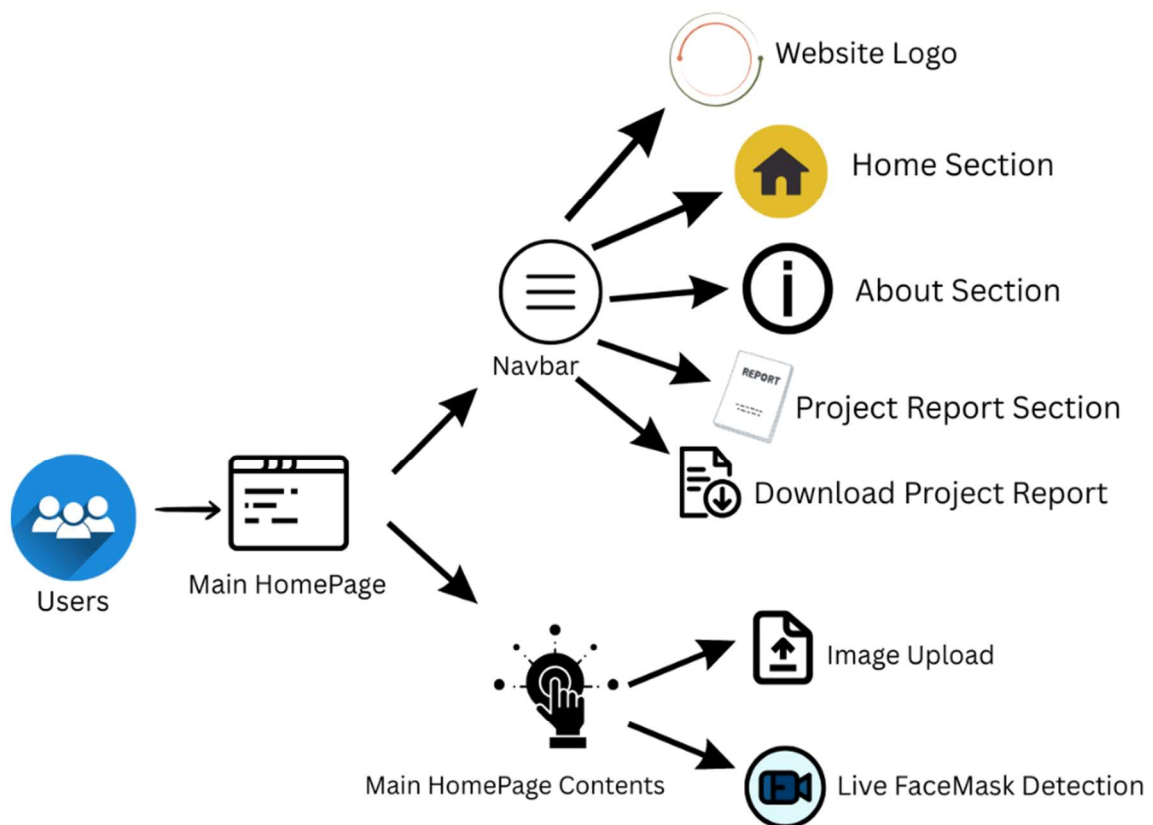 Website Logo
Home Section
About Section
Navbar
REPORT
Project Report Section
Download Project Report
Users
Main HomePage
Image Upload
Main HomePage Contents
Live FaceMask Detection